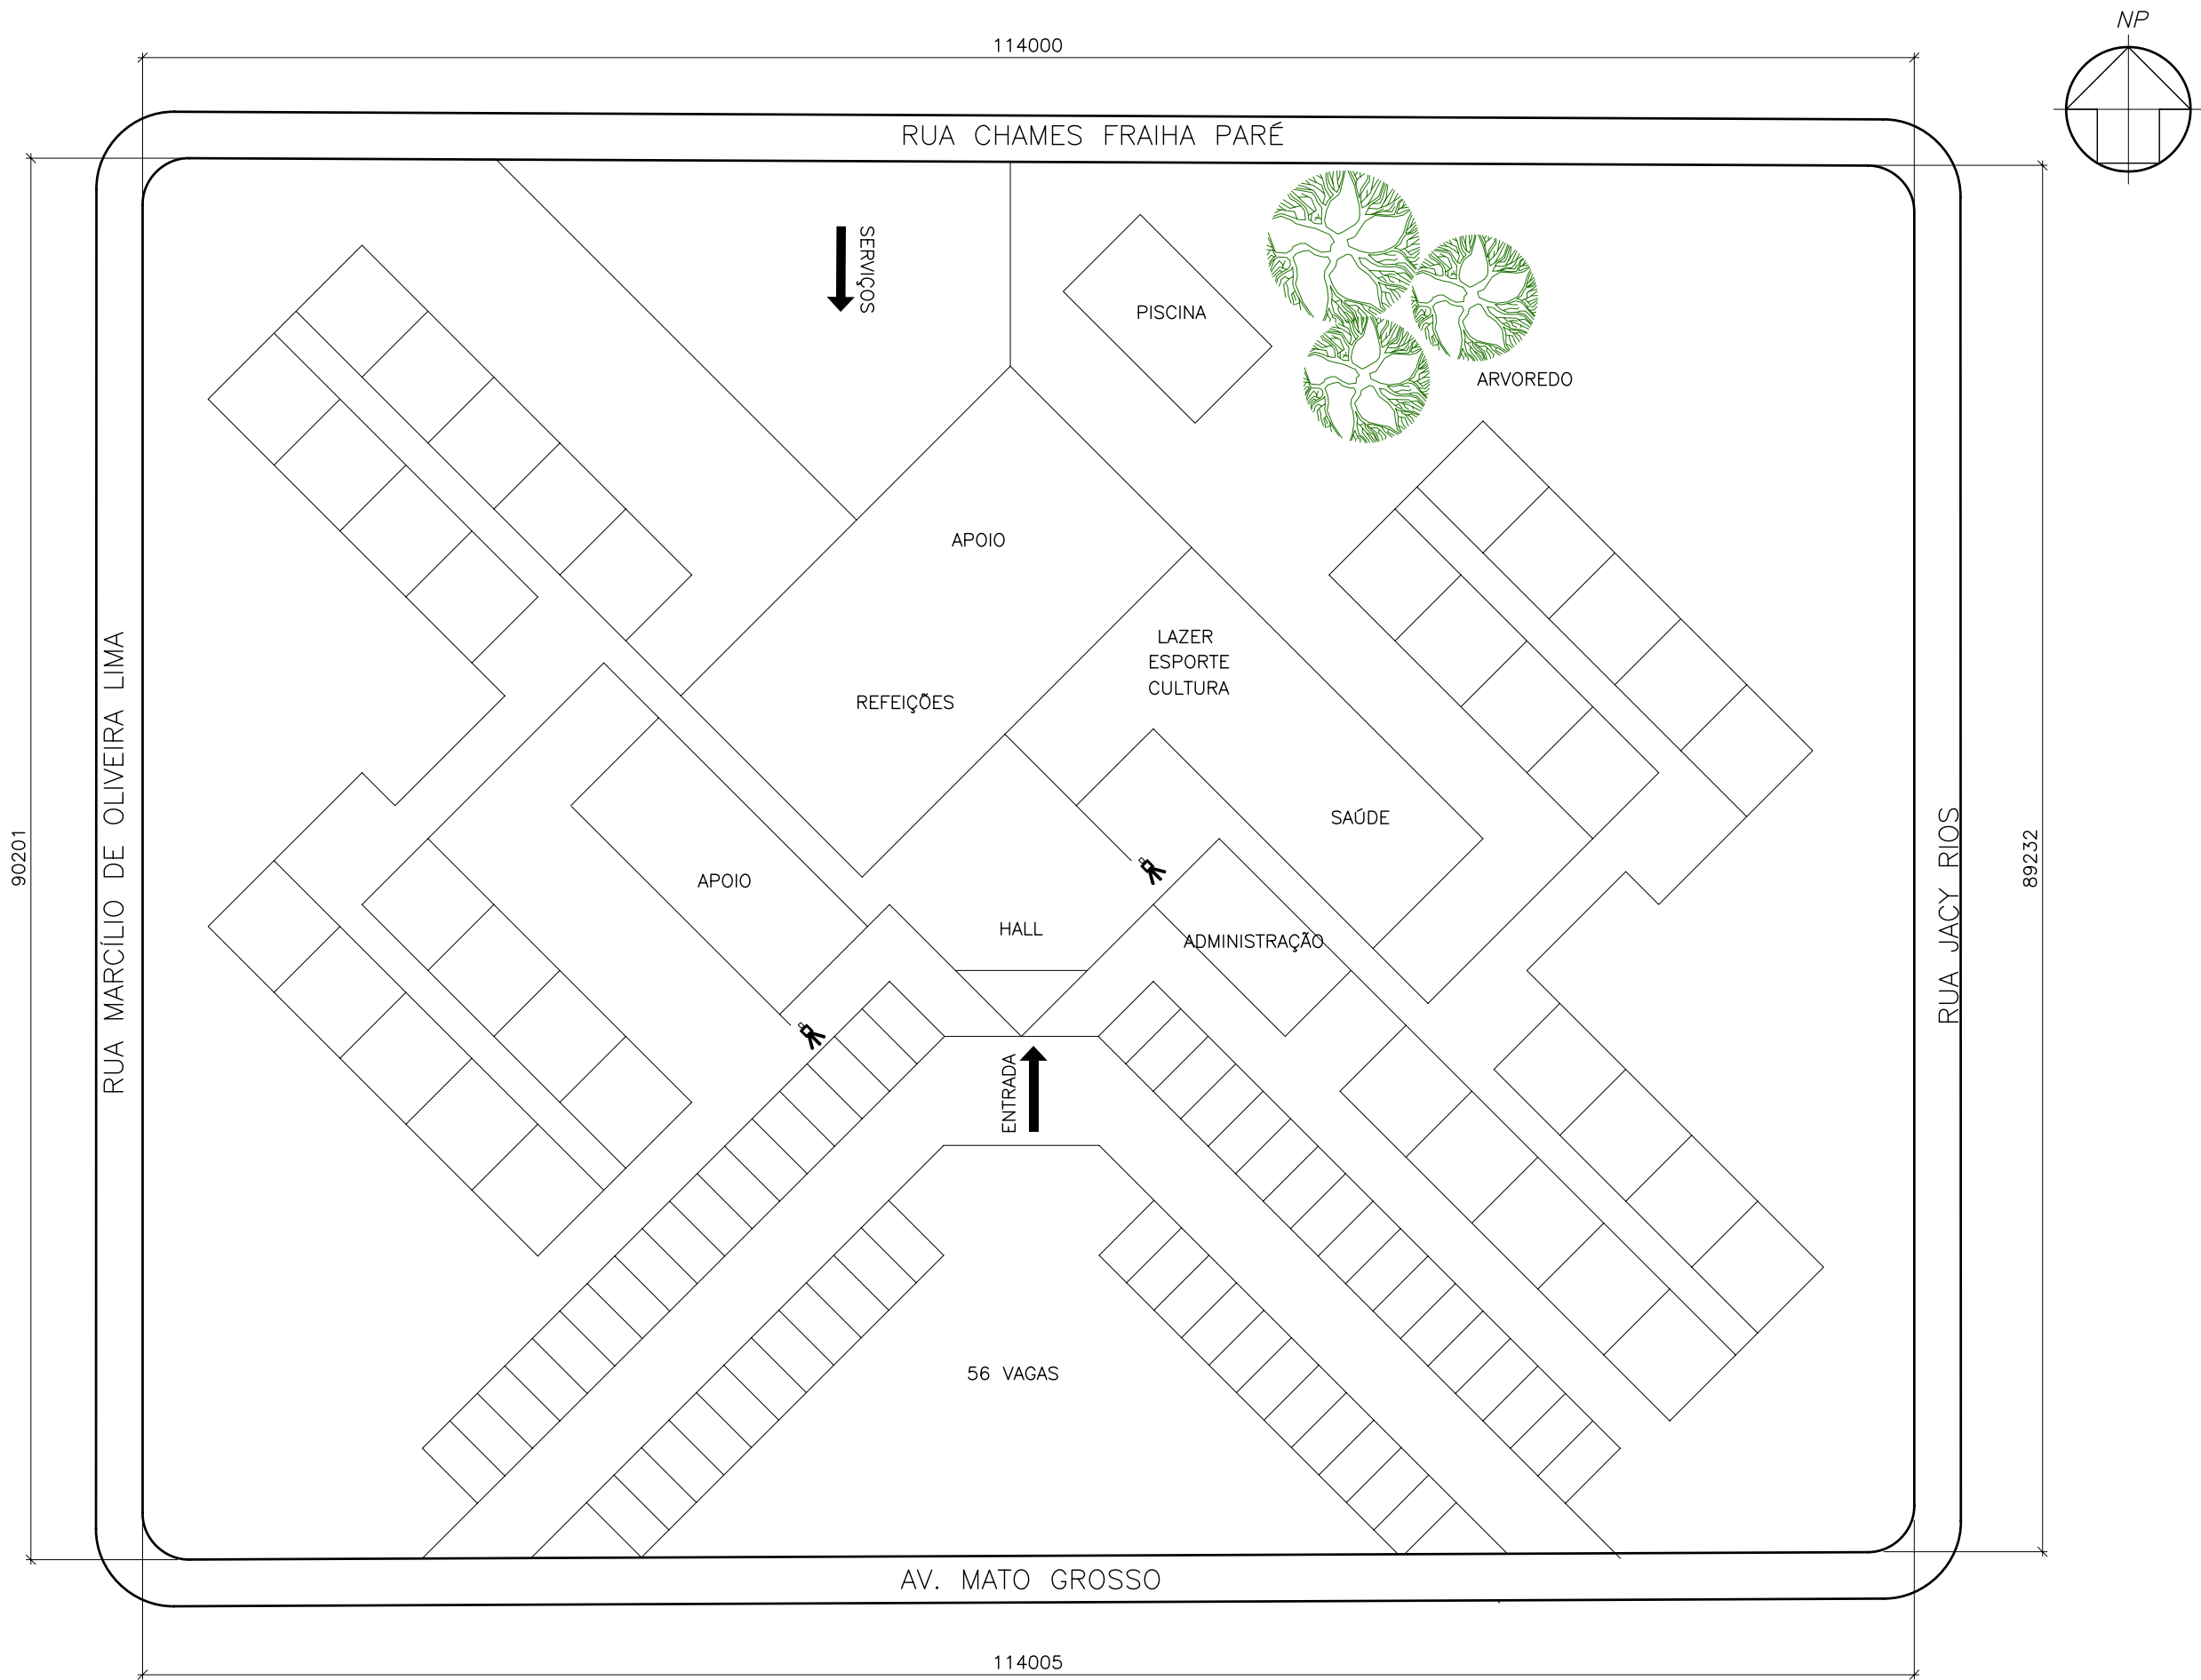 NP
114000
RUA CHAMES FRAIHA PARÉ
SERVIÇOS
PISCINA
ARVOREDO
APOIO
LAZER
ESPORTE
CULTURA
REFEIÇÕES
RUA MARCÍLIO DE OLIVEIRA LIMA
90201
SAÚDE
89232
RUA JACY RIOS
APOIO
HALL
ADMINISTRAÇÃO
ENTRADA
56 VAGAS
AV. MATO GROSSO
114005